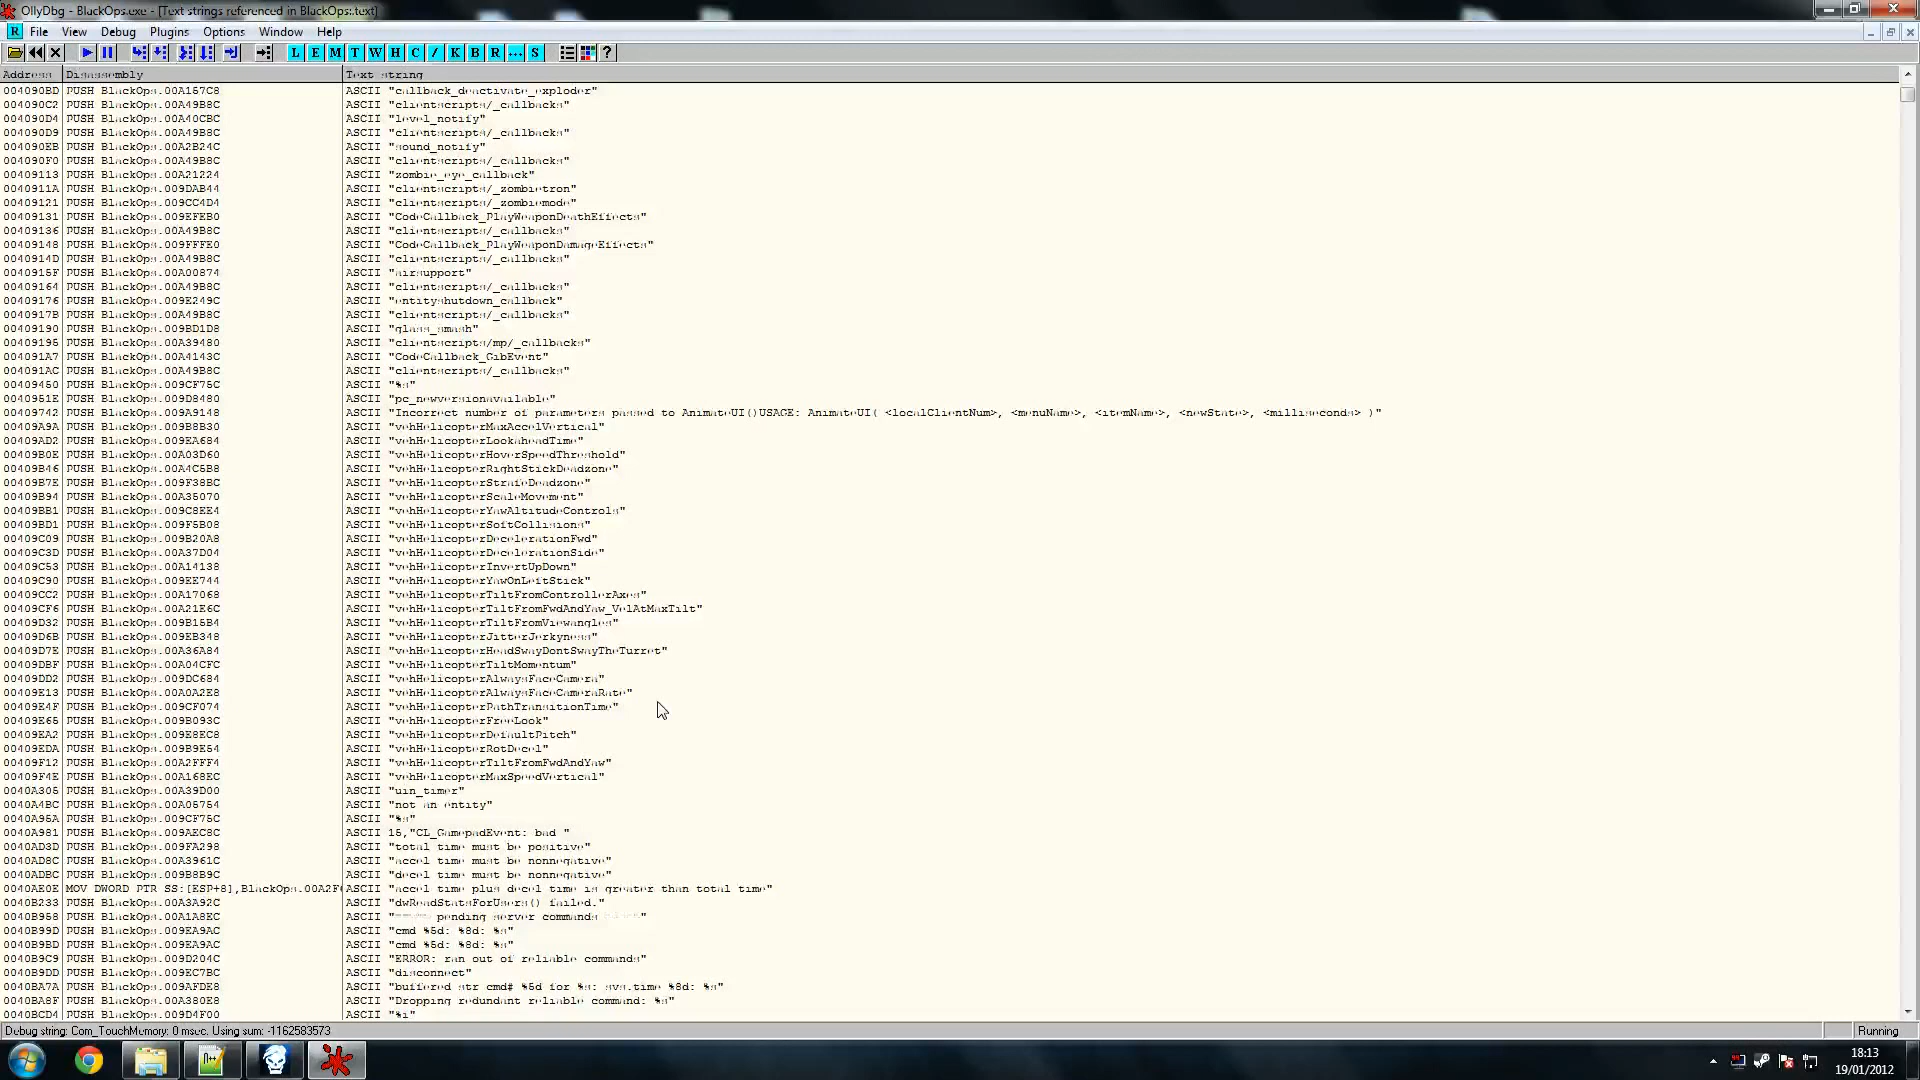 OllyDbg - BlackOps.exe - [Text strings referenced in BlackOps:.text]
R File View Debug Plugins Options Window Help
L E M T W H C / K B R ... S ?
Address Disassembly Text string
004090BD PUSH BlackOps.00A157C8 ASCII "callback_deactivate_exploder"
004090C2 PUSH BlackOps.00A49B8C ASCII "clientscripts/_callbacks"
004090D4 PUSH BlackOps.00A40CBC ASCII "level_notify"
004090D9 PUSH BlackOps.00A49B8C ASCII "clientscripts/_callbacks"
004090EB PUSH BlackOps.00A2B24C ASCII "sound_notify"
004090F0 PUSH BlackOps.00A49B8C ASCII "clientscripts/_callbacks"
00409113 PUSH BlackOps.00A21224 ASCII "zombie_eye_callback"
0040911A PUSH BlackOps.009DAB44 ASCII "clientscripts/_zombietron"
00409121 PUSH BlackOps.009CC4D4 ASCII "clientscripts/_zombiemode"
00409131 PUSH BlackOps.009EFEB0 ASCII "CodeCallback_PlayWeaponDeathEffects"
00409136 PUSH BlackOps.00A49B8C ASCII "clientscripts/_callbacks"
00409148 PUSH BlackOps.009FFFE0 ASCII "CodeCallback_PlayWeaponDamageEffects"
0040914D PUSH BlackOps.00A49B8C ASCII "clientscripts/_callbacks"
0040915F PUSH BlackOps.00A00874 ASCII "airsupport"
00409164 PUSH BlackOps.00A49B8C ASCII "clientscripts/_callbacks"
00409176 PUSH BlackOps.009E249C ASCII "entityshutdown_callback"
0040917B PUSH BlackOps.00A49B8C ASCII "clientscripts/_callbacks"
00409190 PUSH BlackOps.009BD1D8 ASCII "glass_smash"
00409195 PUSH BlackOps.00A39480 ASCII "clientscripts/mp/_callbacks"
004091A7 PUSH BlackOps.00A4143C ASCII "CodeCallback_GibEvent"
004091AC PUSH BlackOps.00A49B8C ASCII "clientscripts/_callbacks"
00409450 PUSH BlackOps.009CF75C ASCII "%s"
0040951E PUSH BlackOps.009D8480 ASCII "pc_newversionavailable"
00409742 PUSH BlackOps.009A9148 ASCII "Incorrect number of parameters passed to AnimateUI()USAGE: AnimateUI( <localClientNum>, <menuName>, <itemName>, <newState>, <milliseconds> )"
00409A9A PUSH BlackOps.009B8B30 ASCII "vehHelicopterMaxAccelVertical"
00409AD2 PUSH BlackOps.009EA684 ASCII "vehHelicopterLookaheadTime"
00409B0E PUSH BlackOps.00A03D60 ASCII "vehHelicopterHoverSpeedThreshold"
00409B46 PUSH BlackOps.00A4C5B8 ASCII "vehHelicopterRightStickDeadzone"
00409B7E PUSH BlackOps.009F38BC ASCII "vehHelicopterStrafeDeadzone"
00409B94 PUSH BlackOps.00A35070 ASCII "vehHelicopterScaleMovement"
00409BB1 PUSH BlackOps.009C8EE4 ASCII "vehHelicopterYawAltitudeControls"
00409BD1 PUSH BlackOps.009F5B08 ASCII "vehHelicopterSoftCollisions"
00409C09 PUSH BlackOps.009B20A8 ASCII "vehHelicopterDecelerationFwd"
00409C3D PUSH BlackOps.00A37D04 ASCII "vehHelicopterDecelerationSide"
00409C53 PUSH BlackOps.00A14138 ASCII "vehHelicopterInvertUpDown"
00409C90 PUSH BlackOps.009EE744 ASCII "vehHelicopterYawOnLeftStick"
00409CC2 PUSH BlackOps.00A17068 ASCII "vehHelicopterTiltFromControllerAxes"
00409CF6 PUSH BlackOps.00A21E6C ASCII "vehHelicopterTiltFromFwdAndYaw_VelAtMaxTilt"
00409D32 PUSH BlackOps.009B15B4 ASCII "vehHelicopterTiltFromViewangles"
00409D6B PUSH BlackOps.009EB348 ASCII "vehHelicopterJitterJerkyness"
00409D7E PUSH BlackOps.00A36A84 ASCII "vehHelicopterHeadSwayDontSwayTheTurret"
00409DBF PUSH BlackOps.00A04CFC ASCII "vehHelicopterTiltMomentum"
00409DD2 PUSH BlackOps.009DC684 ASCII "vehHelicopterAlwaysFaceCamera"
00409E13 PUSH BlackOps.00A0A2E8 ASCII "vehHelicopterAlwaysFaceCameraRate"
00409E4F PUSH BlackOps.009CF074 ASCII "vehHelicopterPathTransitionTime"
00409E65 PUSH BlackOps.009B093C ASCII "vehHelicopterFreeLook"
00409EA2 PUSH BlackOps.009E8EC8 ASCII "vehHelicopterDefaultPitch"
00409EDA PUSH BlackOps.009B9E54 ASCII "vehHelicopterRotDecel"
00409F12 PUSH BlackOps.00A2FFF4 ASCII "vehHelicopterTiltFromFwdAndYaw"
00409F4E PUSH BlackOps.00A168EC ASCII "vehHelicopterMaxSpeedVertical"
0040A305 PUSH BlackOps.00A39D00 ASCII "uin_timer"
0040A4BC PUSH BlackOps.00A05754 ASCII "not an entity"
0040A95A PUSH BlackOps.009CF75C ASCII "%s"
0040A981 PUSH BlackOps.009AEC8C ASCII 15,"CL_GamepadEvent: bad "
0040AD3D PUSH BlackOps.009FA298 ASCII "total time must be positive"
0040AD8C PUSH BlackOps.00A3961C ASCII "accel time must be nonnegative"
0040ADBC PUSH BlackOps.009B8B9C ASCII "decel time must be nonnegative"
0040AE0E MOV DWORD PTR SS:[ESP+8],BlackOps.00A2F ASCII "accel time plus decel time is greater than total time"
0040B233 PUSH BlackOps.00A3A92C ASCII "dwReadStatsForUsers() failed."
0040B958 PUSH BlackOps.00A1A8EC ASCII "===== pending server commands ====="
0040B99D PUSH BlackOps.009EA9AC ASCII "cmd %5d: %8d: %s"
0040B9BD PUSH BlackOps.009EA9AC ASCII "cmd %5d: %8d: %s"
0040B9C9 PUSH BlackOps.009D204C ASCII "ERROR: ran out of reliable commands"
0040B9DD PUSH BlackOps.009EC7BC ASCII "disconnect"
0040BA7A PUSH BlackOps.009AFDE8 ASCII "buffered str cmd# %5d for %s: svs.time %8d: %s"
0040BA8F PUSH BlackOps.00A380E8 ASCII "Dropping redundant reliable command: %s"
0040BCD4 PUSH BlackOps.009D4F00 ASCII "%i"
Debug string: Com_TouchMemory: 0 msec. Using sum: -1162583573 Running
18:13
19/01/2012